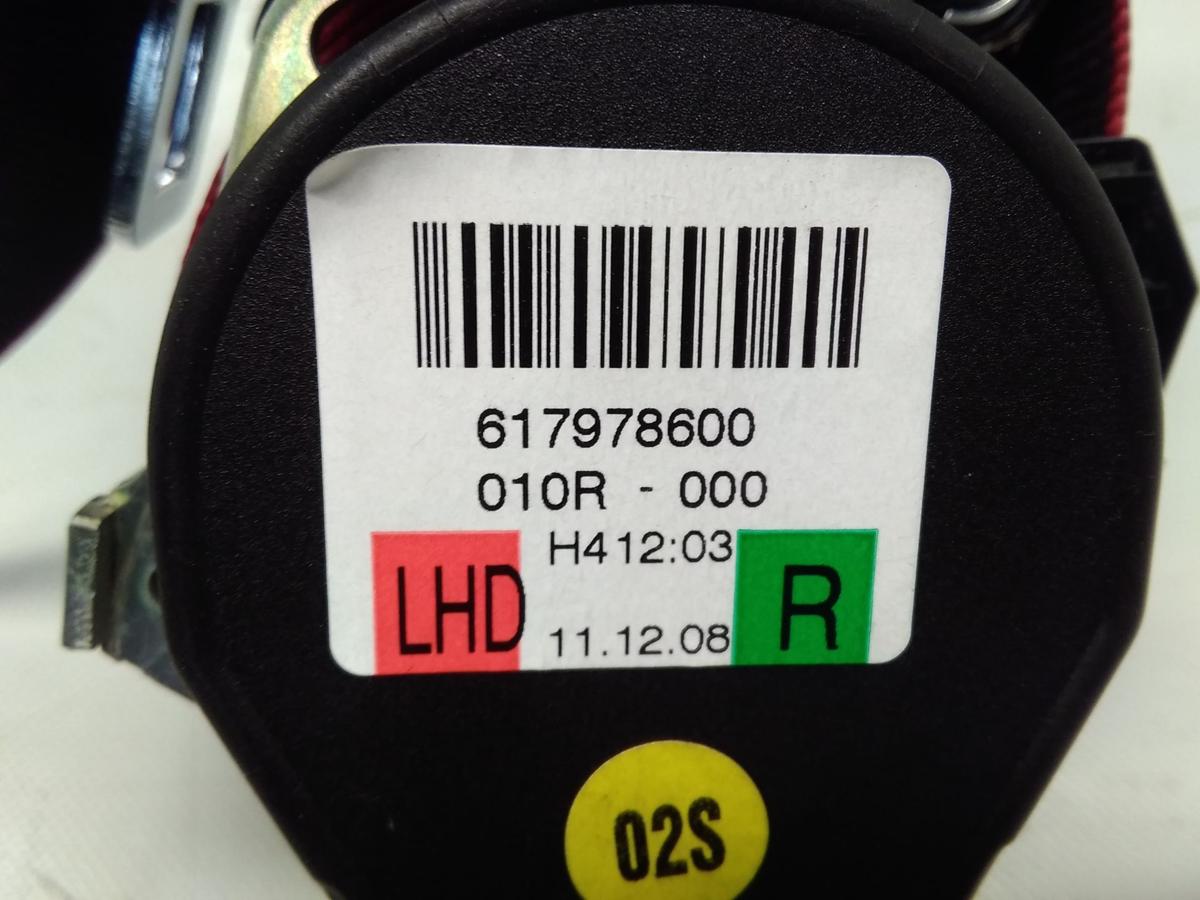 617978600
010R - 000
H412:03
LHD
R
11.12.08
02S